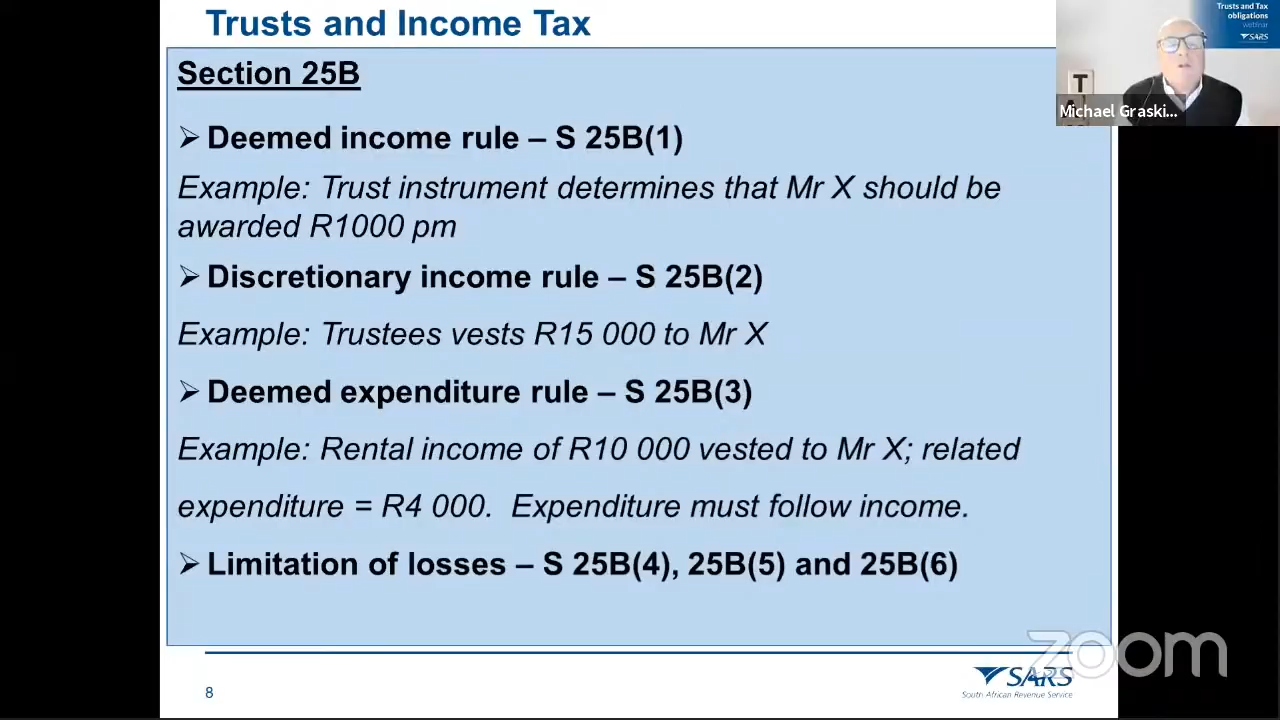 Trusts and Income Tax
Section 25B
➢ Deemed income rule – S 25B(1)
Example: Trust instrument determines that Mr X should be
awarded R1000 pm
➢ Discretionary income rule – S 25B(2)
Example: Trustees vests R15 000 to Mr X
➢ Deemed expenditure rule – S 25B(3)
Example: Rental income of R10 000 vested to Mr X; related
expenditure = R4 000. Expenditure must follow income.
➢ Limitation of losses – S 25B(4), 25B(5) and 25B(6)
8
SARS
South African Revenue Service
zoom
Trusts and Tax
obligations
webinar
SARS
T
Michael Graski...